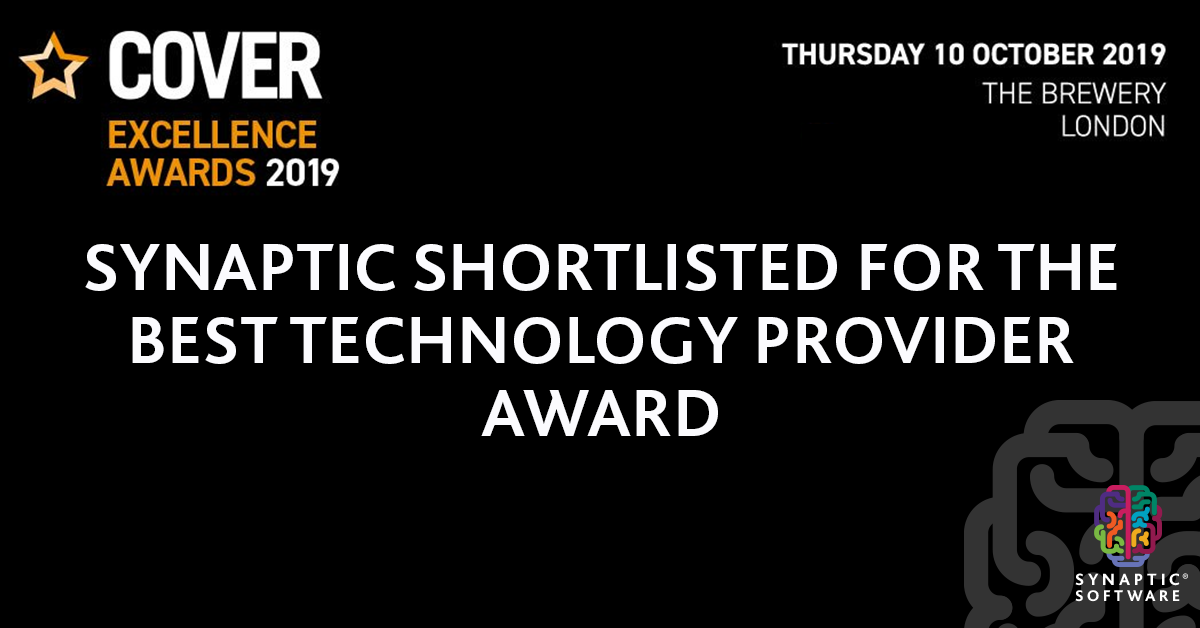 COVER
EXCELLENCE
AWARDS 2019
THURSDAY 10 OCTOBER 2019
THE BREWERY
LONDON
SYNAPTIC SHORTLISTED FOR THE
BEST TECHNOLOGY PROVIDER
AWARD
SYNAPTIC®
SOFTWARE